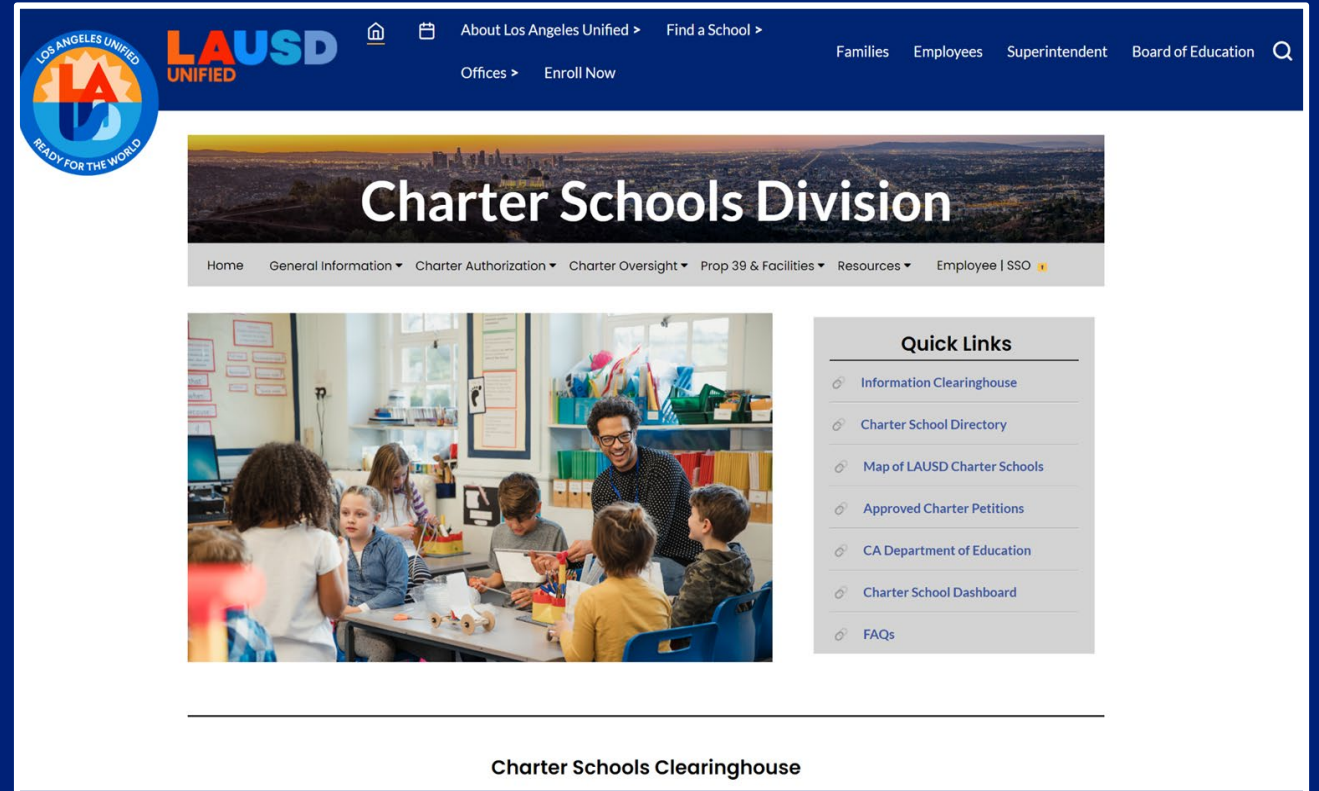 LOS ANGELES UNIFIED
LA
US
READY FOR THE WORLD
LAUSD
UNIFIED
About Los Angeles Unified > Find a School >
Offices > Enroll Now
Families Employees Superintendent Board of Education
Charter Schools Division
Home General Information Charter Authorization Charter Oversight Prop 39 & Facilities Resources Employee | SSO
Quick Links
Information Clearinghouse
Charter School Directory
Map of LAUSD Charter Schools
Approved Charter Petitions
CA Department of Education
Charter School Dashboard
FAQs
Charter Schools Clearinghouse